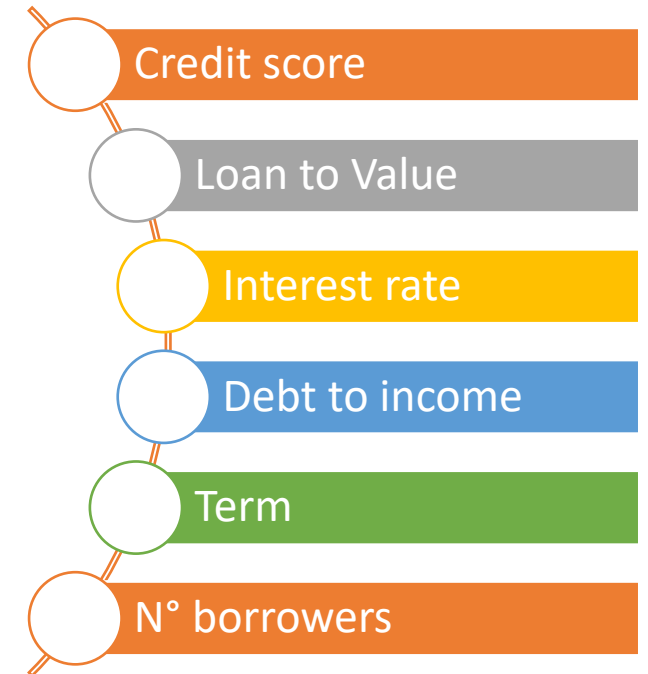 Credit score
Loan to Value
Interest rate
Debt to income
Term
N° borrowers